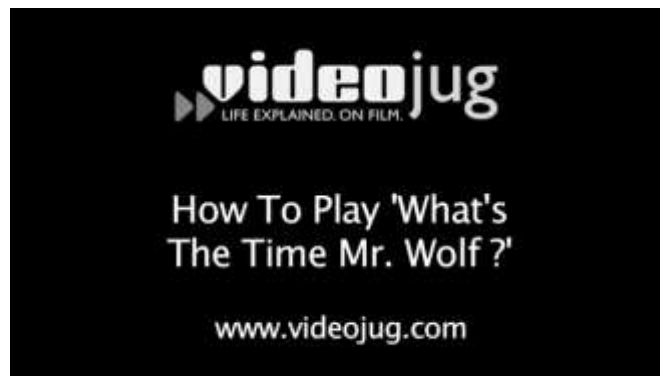 videojug
LIFE EXPLAINED. ON FILM.
How To Play 'What's
The Time Mr. Wolf ?'
www.videojug.com